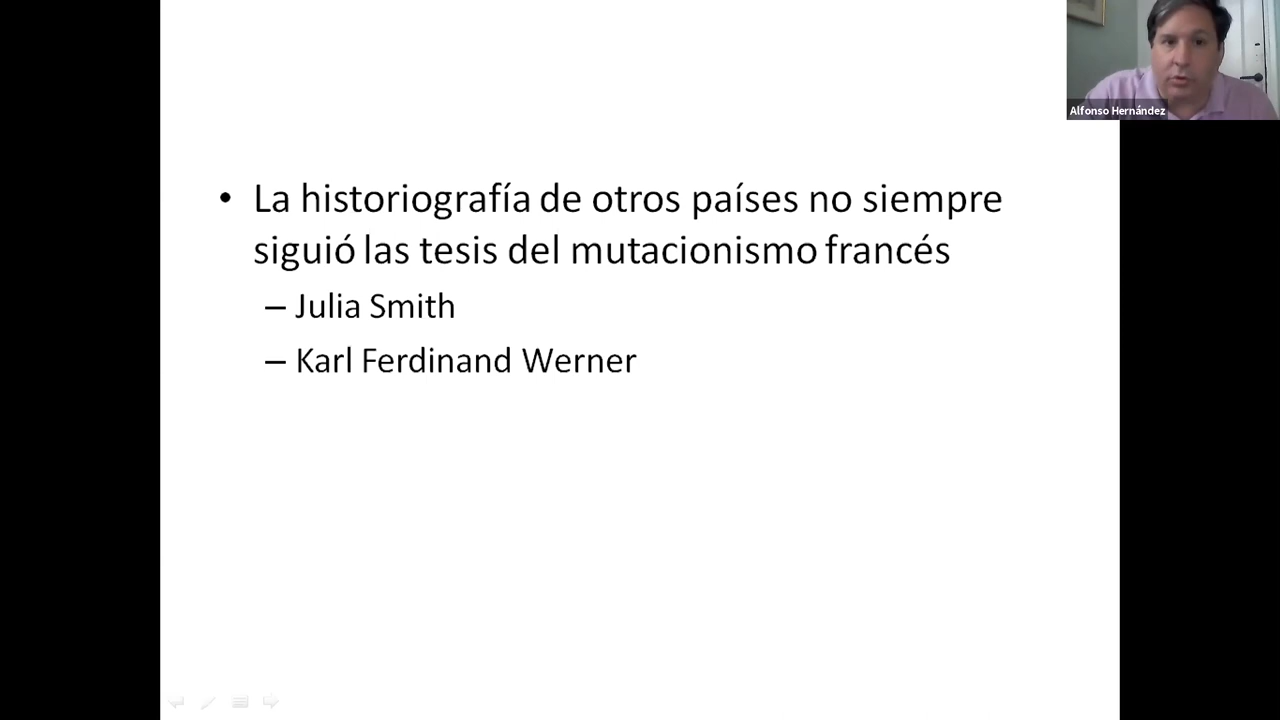 Alfonso Hernández
• La historiografía de otros países no siempre
siguió las tesis del mutacionismo francés
– Julia Smith
– Karl Ferdinand Werner